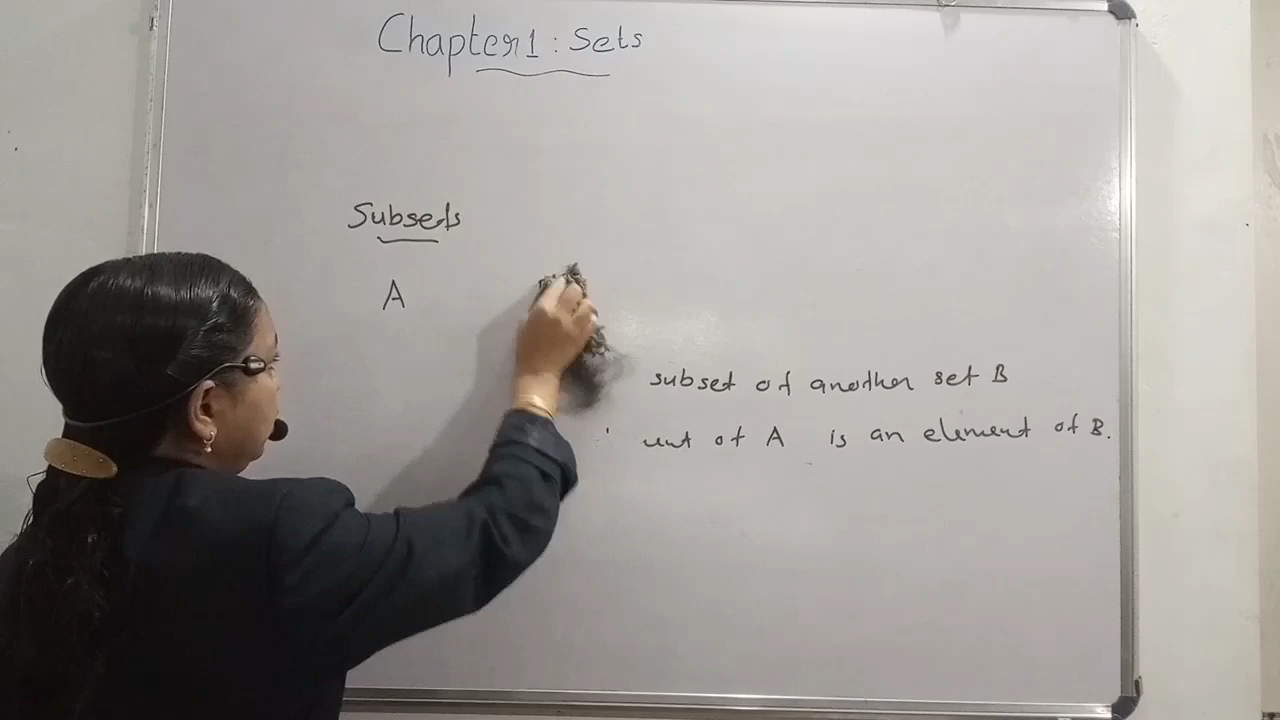 Chapter1 : Sets
Subsets
A
subset of another set B
ent of A is an element of B.